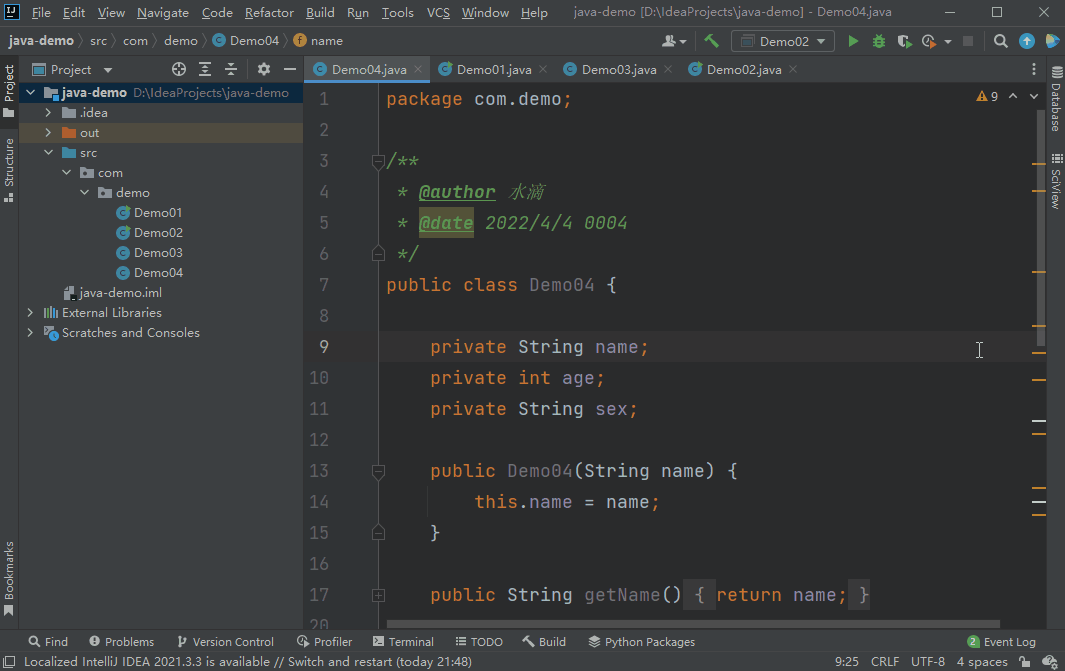 File Edit View Navigate Code Refactor Build Run Tools VCS Window Help java-demo [D:\IdeaProjects\java-demo] - Demo04.java
java-demo src com demo Demo04 name Demo02
Project
Demo04.java Demo01.java Demo03.java Demo02.java
Project
Structure
Bookmarks
java-demo D:\IdeaProjects\java-demo
.idea
out
src
com
demo
Demo01
Demo02
Demo03
Demo04
java-demo.iml
External Libraries
Scratches and Consoles
9
1 package com.demo;
2
3 /**
4 * @author 水滴
5 * @date 2022/4/4 0004
6 */
7 public class Demo04 {
8
9 private String name;
10 private int age;
11 private String sex;
12
13 public Demo04(String name) {
14 this.name = name;
15 }
16
17 public String getName() { return name; }
20
Database
SciView
Find Problems Version Control Profiler Terminal TODO Build Python Packages 2 Event Log
Localized IntelliJ IDEA 2021.3.3 is available // Switch and restart (today 21:48) 9:25 CRLF UTF-8 4 spaces